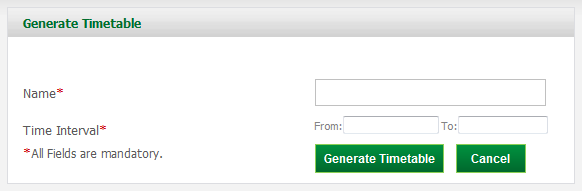 Generate Timetable
Name*
Time Interval* From: To:
*All Fields are mandatory. Generate Timetable Cancel